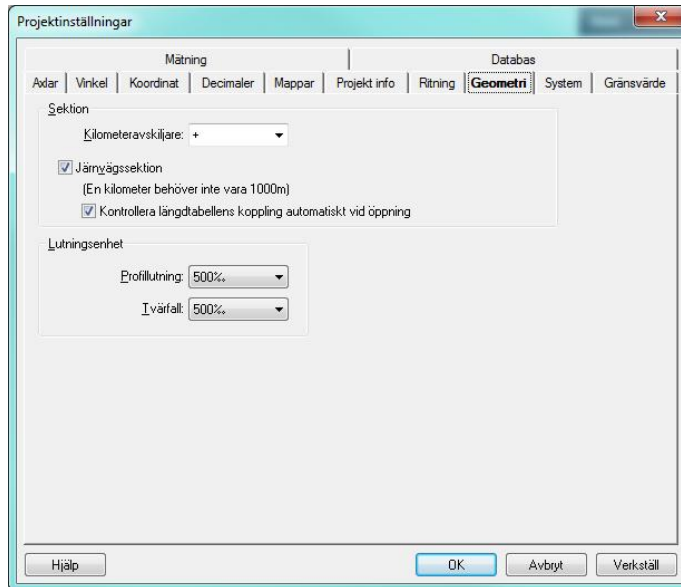 Projektinställningar
Mätning Databas
Axlar Vinkel Koordinat Decimaler Mappar Projekt info Ritning Geometri System Gränsvärde
Sektion
Kilometeravskiljare: +
Järnvägssektion
(En kilometer behöver inte vara 1000m)
Kontrollera längdtabellens koppling automatiskt vid öppning
Lutningsenhet
Profillutning: 500‰
Tvärfall: 500‰
Hjälp OK Avbryt Verkställ